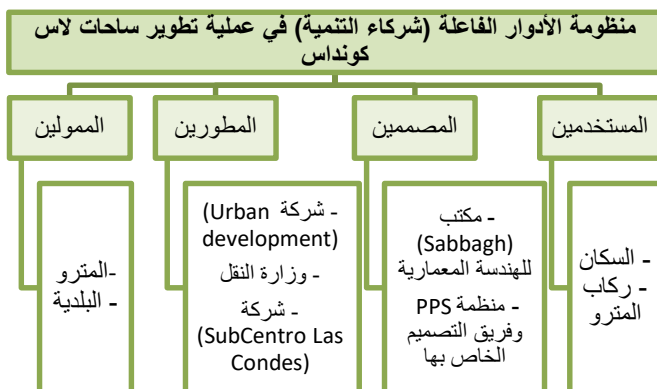 منظومة الأدوار الفاعلة (شركاء التنمية) في عملية تطوير ساحات لاس
كونداس
المستخدمين
المصممين
المطورين
الممولين
- السكان
- ركاب
المترو
- مكتب
(Sabbagh)
للهندسة المعمارية
- منظمة PPS
وفريق التصميم
الخاص بها
- شركة (Urban
development)
- وزارة النقل
- شركة
(SubCentro Las
Condes)
-المترو
- البلدية